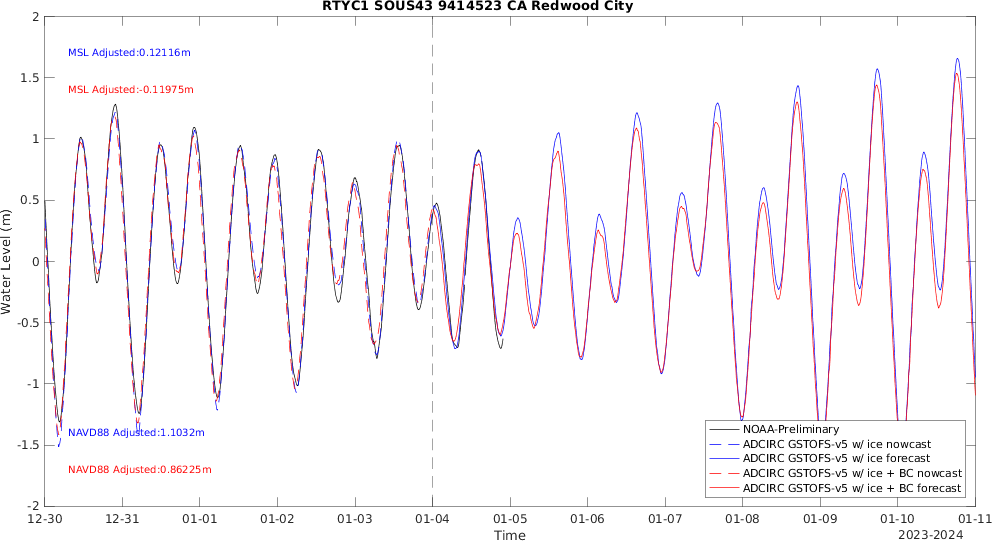 RTYC1 SOUS43 9414523 CA Redwood City
2
MSL Adjusted:0.12116m
1.5
MSL Adjusted:-0.11975m
1
0.5
0
Water Level (m)
-0.5
-1
NAVD88 Adjusted:1.1032m
-1.5
NAVD88 Adjusted:0.86225m
-2
NOAA-Preliminary
ADCIRC GSTOFS-v5 w/ ice nowcast
ADCIRC GSTOFS-v5 w/ ice forecast
ADCIRC GSTOFS-v5 w/ ice + BC nowcast
ADCIRC GSTOFS-v5 w/ ice + BC forecast
12-30 12-31 01-01 01-02 01-03 01-04 01-05 01-06 01-07 01-08 01-09 01-10 01-11
Time
2023-2024